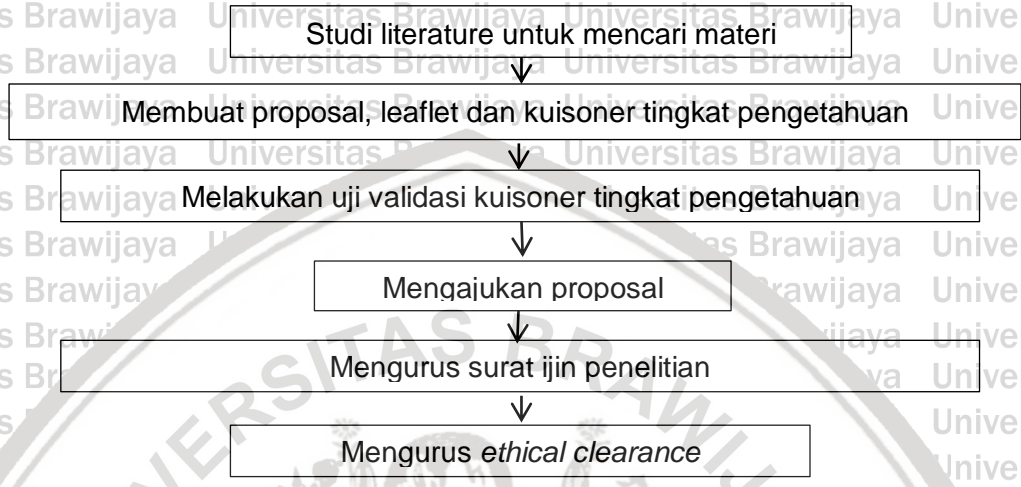 Studi literature untuk mencari materi
Membuat proposal, leaflet dan kuisoner tingkat pengetahuan
Melakukan uji validasi kuisoner tingkat pengetahuan
Mengajukan proposal
Mengurus surat ijin penelitian
Mengurus ethical clearance